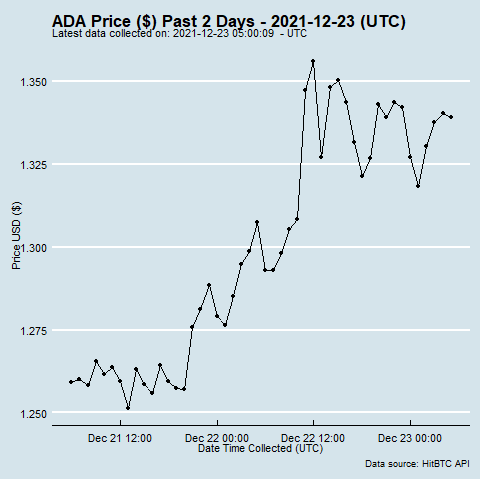 ADA Price ($) Past 2 Days - 2021-12-23 (UTC)
Latest data collected on: 2021-12-23 05:00:09 - UTC
1.350
1.325
1.300
1.275
1.250
Price USD ($)
Dec 21 12:00 Dec 22 00:00 Dec 22 12:00 Dec 23 00:00
Date Time Collected (UTC)
Data source: HitBTC API